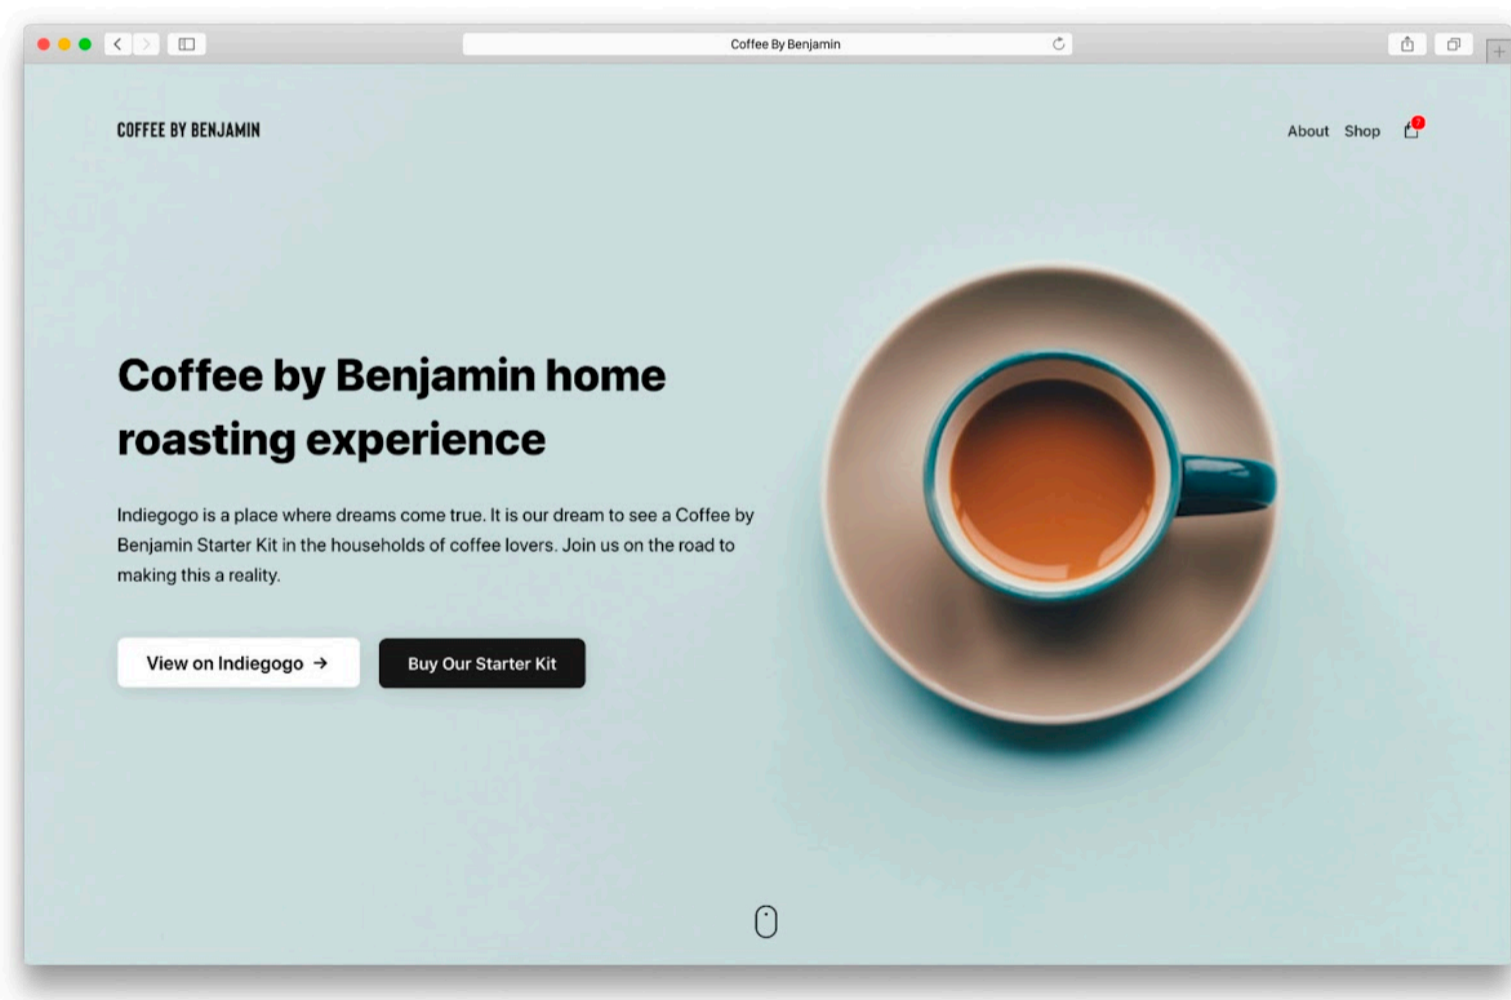 Coffee By Benjamin
COFFEE BY BENJAMIN
About Shop
Coffee by Benjamin home
roasting experience
Indiegogo is a place where dreams come true. It is our dream to see a Coffee by
Benjamin Starter Kit in the households of coffee lovers. Join us on the road to
making this a reality.
View on Indiegogo → Buy Our Starter Kit